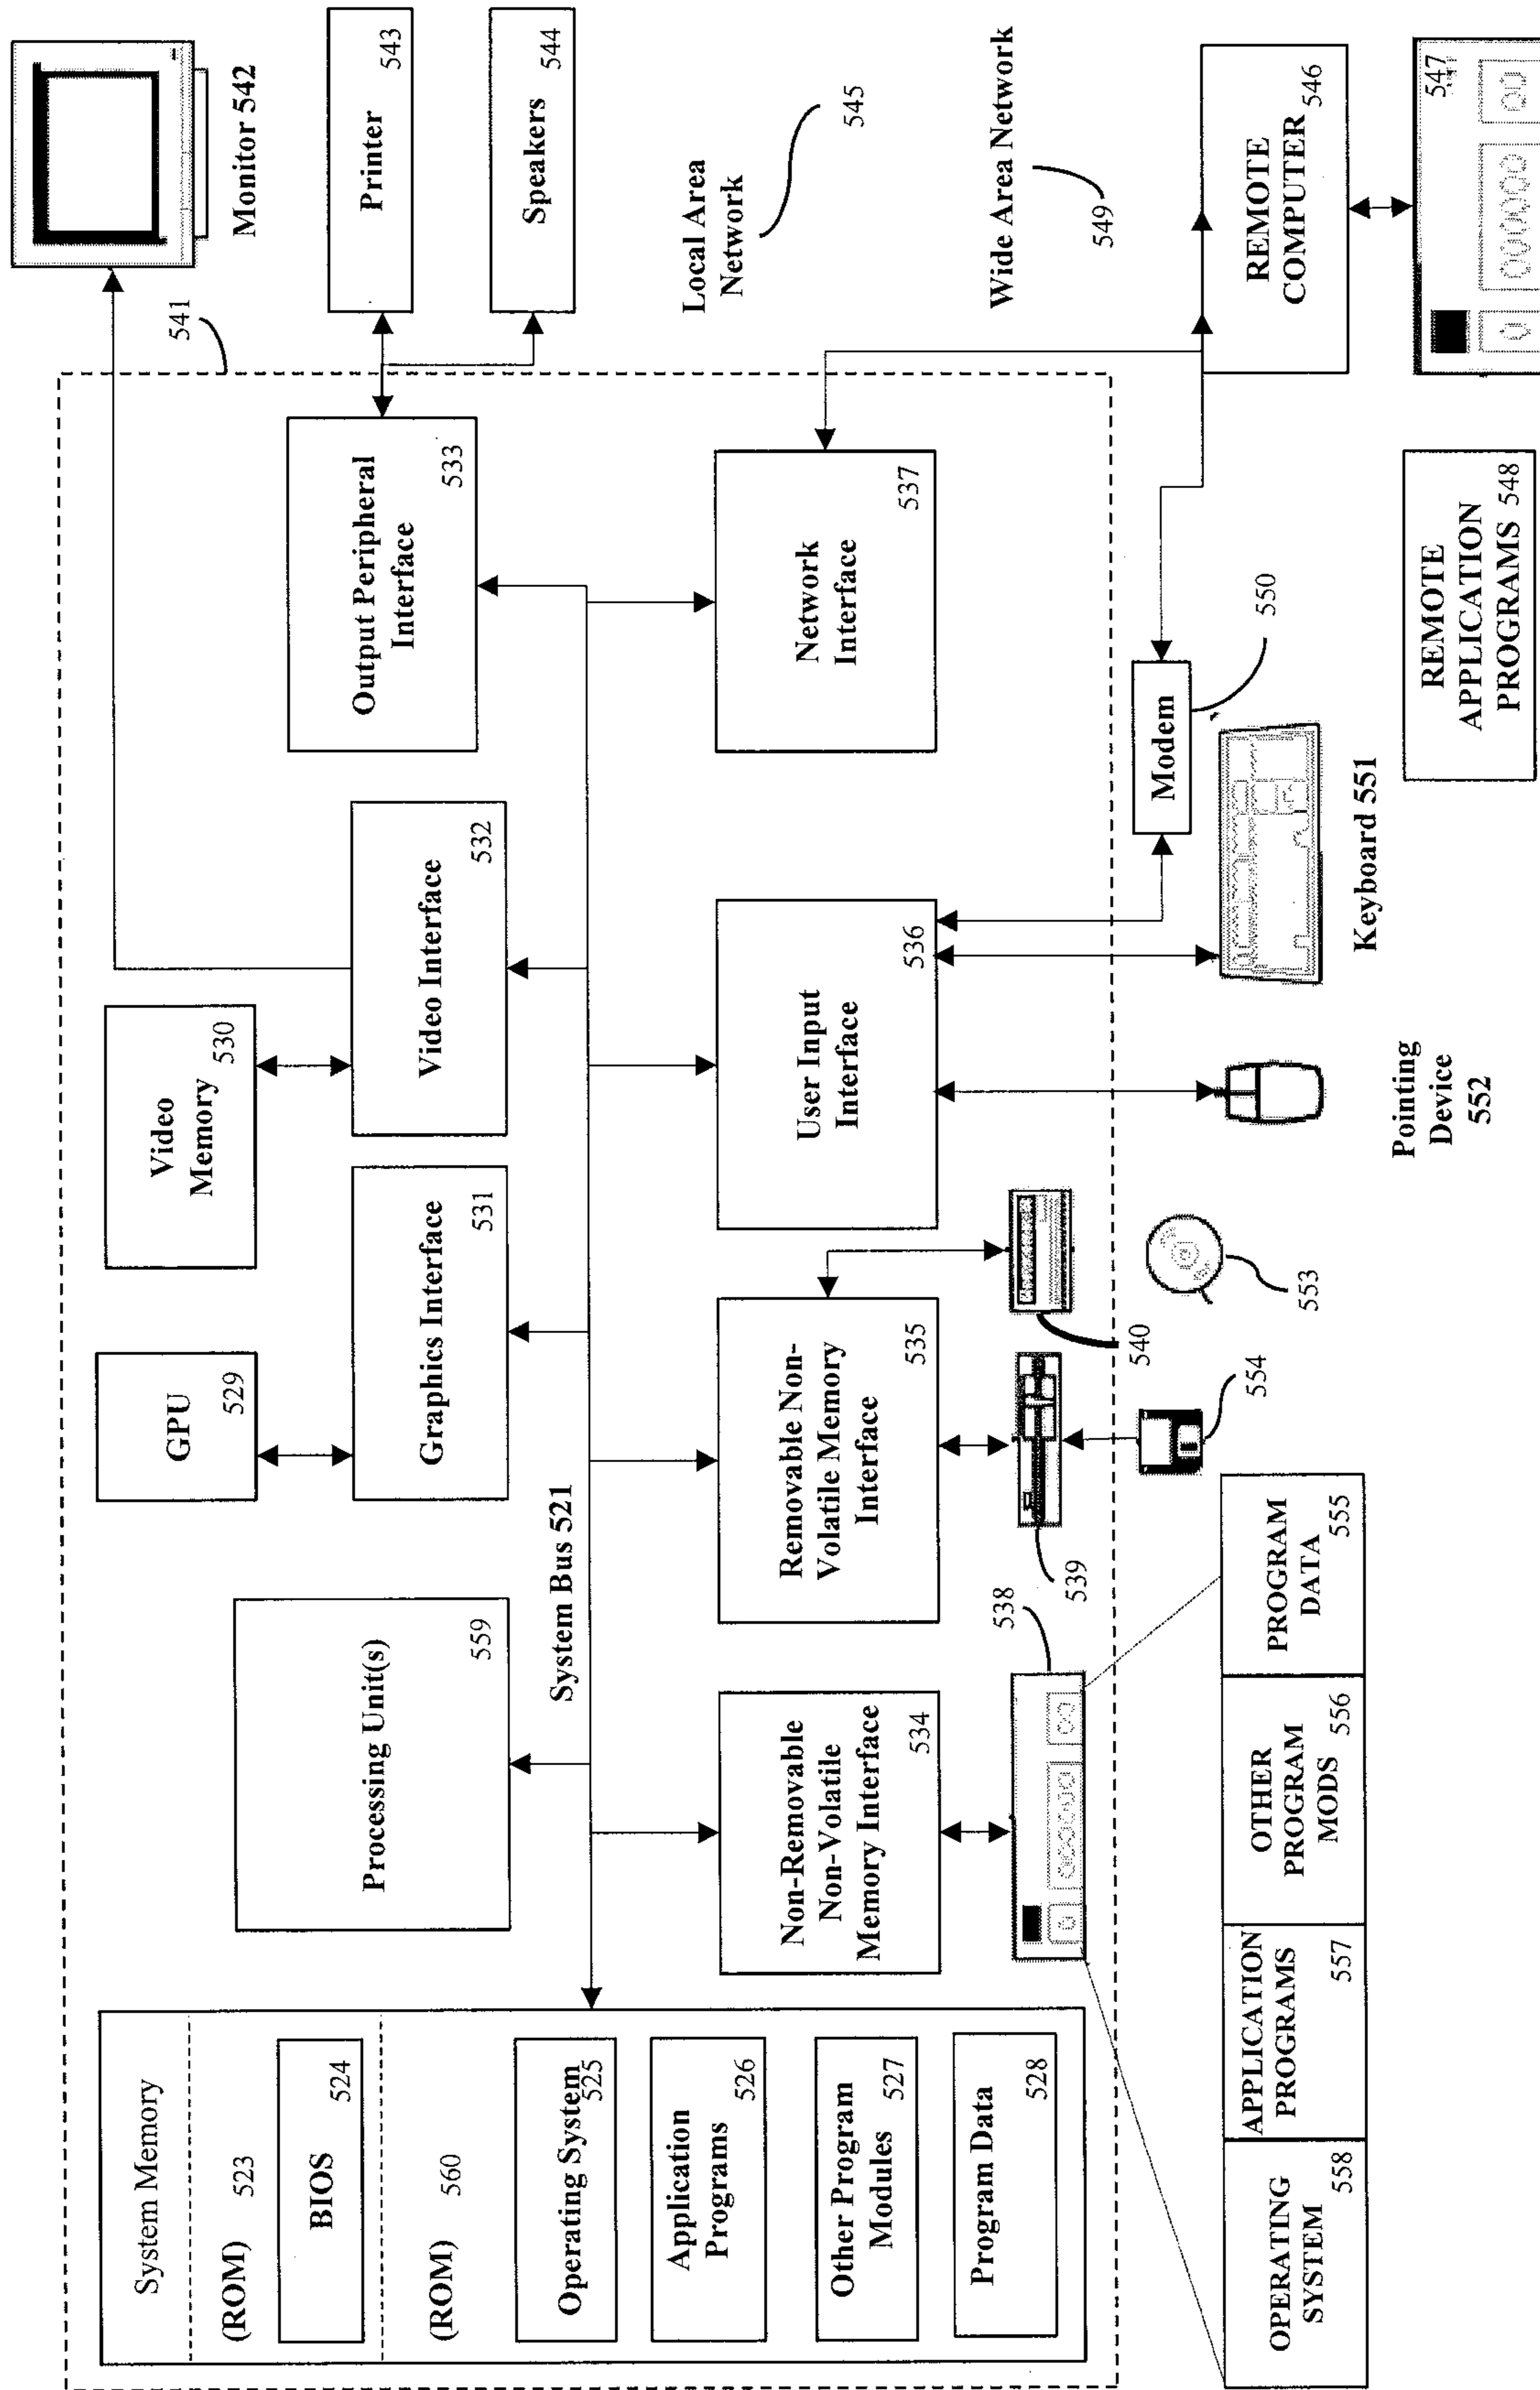 System Memory
(ROM) 523
BIOS
524
(ROM) 560
Operating System
525
Application
Programs
526
Other Program
Modules
527
Program Data
528
Processing Unit(s)
559
System Bus 521
GPU
529
Graphics Interface
531
Video
Memory
530
Video Interface
532
Output Peripheral
Interface
533
541
Monitor 542
Printer
543
Speakers
544
Non-Removable
Non-Volatile
Memory Interface
534
Removable Non-
Volatile Memory
Interface
535
User Input
Interface
536
Network
Interface
537
Local Area
Network
545
Wide Area Network
549
538
539
540
554
553
Modem
550
REMOTE
COMPUTER
546
547
Pointing
Device
552
Keyboard 551
REMOTE
APPLICATION
PROGRAMS 548
OPERATING
SYSTEM
558
APPLICATION
PROGRAMS
557
OTHER
PROGRAM
MODS
556
PROGRAM
DATA
555